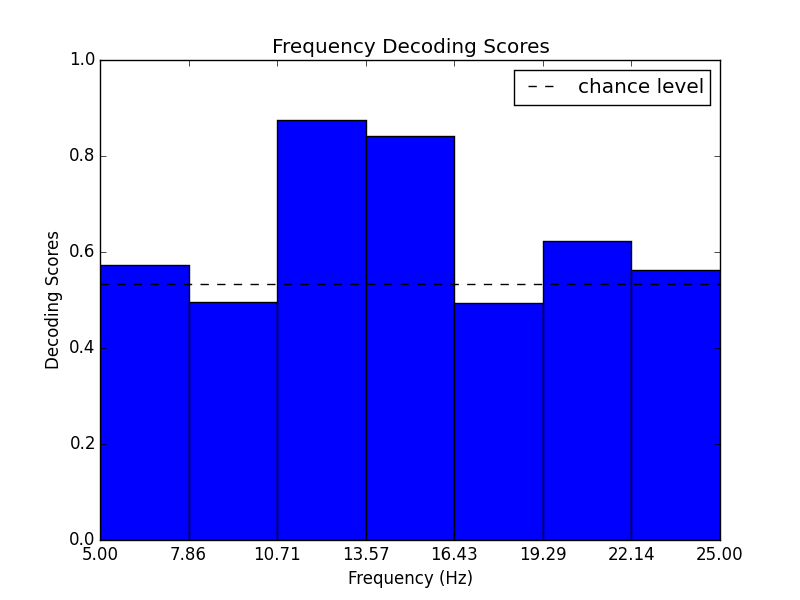 Frequency Decoding Scores
chance level
1.0
0.8
0.6
0.4
0.2
0.0
Decoding Scores
5.00 7.86 10.71 13.57 16.43 19.29 22.14 25.00
Frequency (Hz)